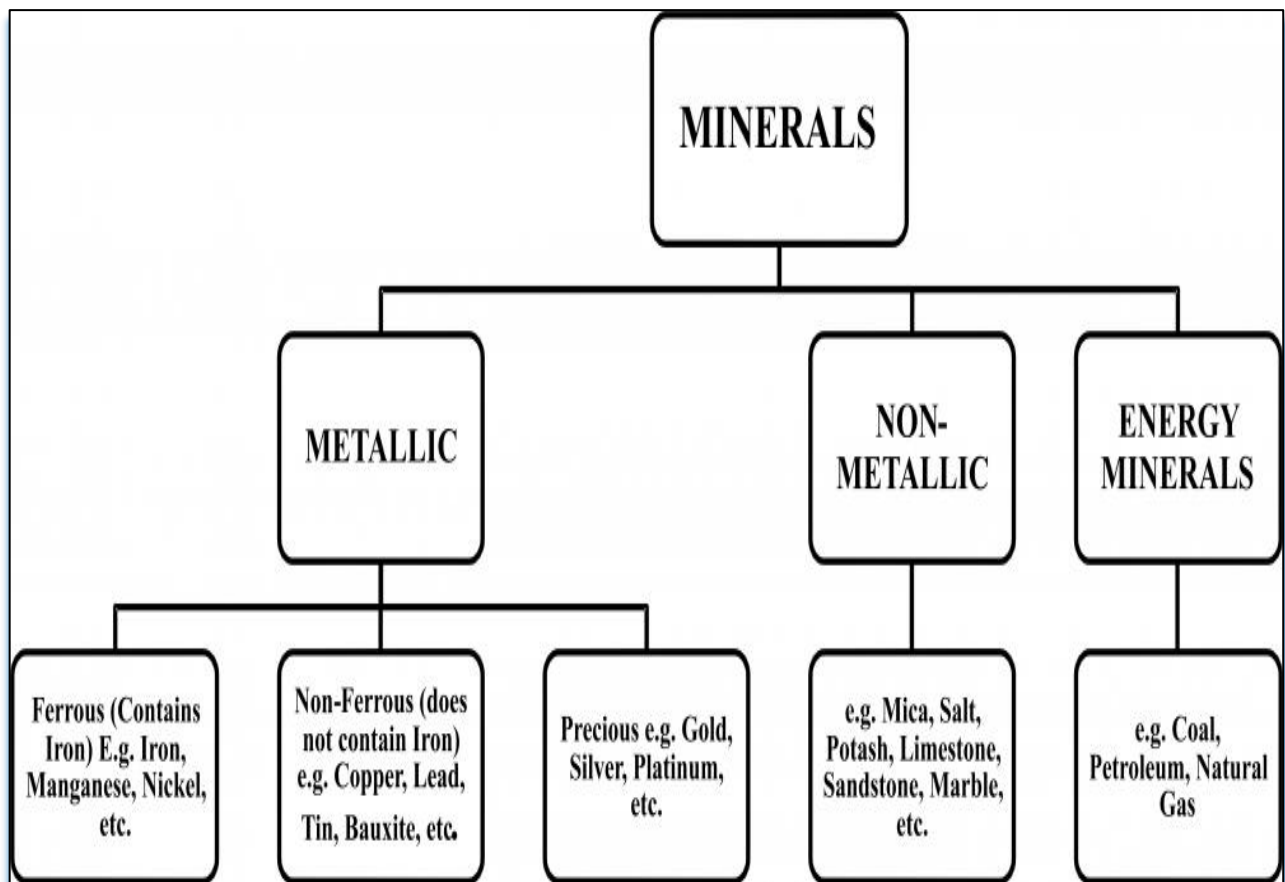 MINERALS
METALLIC
NON-
METALLIC
ENERGY
MINERALS
Ferrous (Contains
Iron) E.g. Iron,
Manganese, Nickel,
etc.
Non-Ferrous (does
not contain Iron)
e.g. Copper, Lead,
Tin, Bauxite, etc.
Precious e.g. Gold,
Silver, Platinum,
etc.
e.g. Mica, Salt,
Potash, Limestone,
Sandstone, Marble,
etc.
e.g. Coal,
Petroleum, Natural
Gas